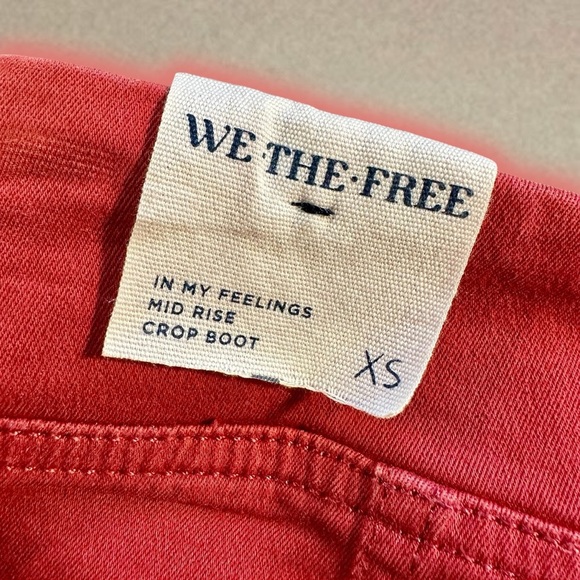 WE·THE·FREE
IN MY FEELINGS
MID RISE
CROP BOOT
XS